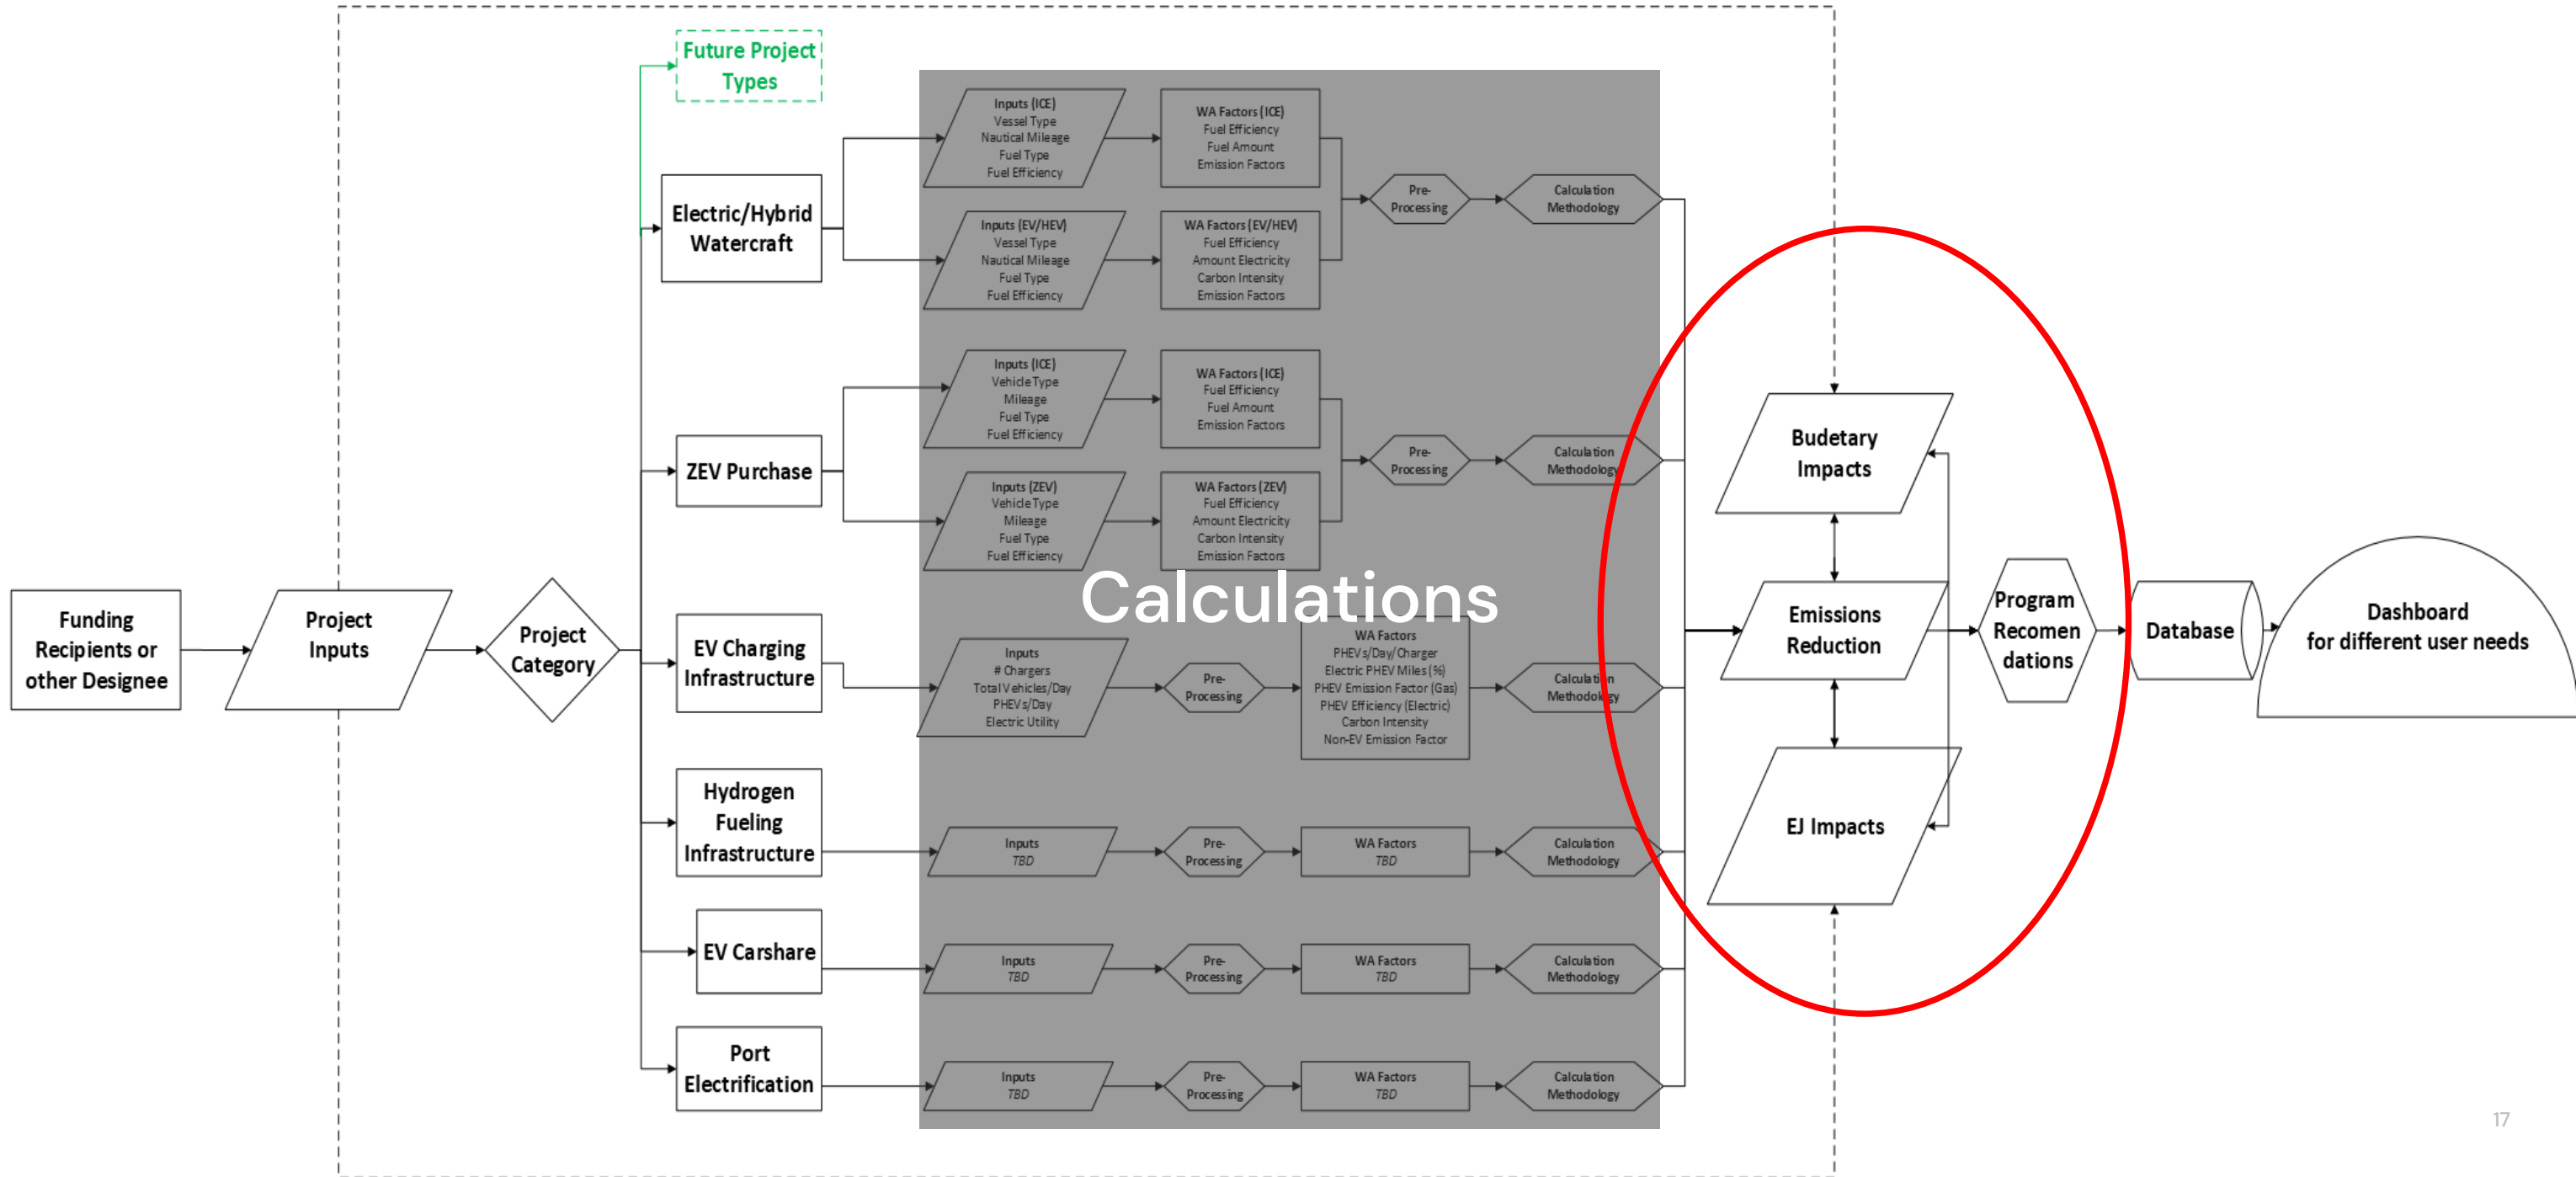 Future Project
Types
Funding
Recipients or
other Designee
Project
Inputs
Project
Category
Electric/Hybrid
Watercraft
Inputs (ICE)
Vessel Type
Nautical Mileage
Fuel Type
Fuel Efficiency
WA Factors (ICE)
Fuel Efficiency
Fuel Amount
Emission Factors
Inputs (EV/HEV)
Vessel Type
Nautical Mileage
Fuel Type
Fuel Efficiency
WA Factors (EV/HEV)
Fuel Efficiency
Amount Electricity
Carbon Intensity
Emission Factors
Pre-
Processing
Calculation
Methodology
ZEV Purchase
Inputs (ICE)
Vehicle Type
Mileage
Fuel Type
Fuel Efficiency
WA Factors (ICE)
Fuel Efficiency
Fuel Amount
Emission Factors
Inputs (ZEV)
Vehicle Type
Mileage
Fuel Type
Fuel Efficiency
WA Factors (ZEV)
Fuel Efficiency
Amount Electricity
Carbon Intensity
Emission Factors
Pre-
Processing
Calculation
Methodology
Calculations
EV Charging
Infrastructure
Inputs
# Chargers
Total Vehicles/Day
PHEVs/Day
Electric Utility
Pre-
Processing
WA Factors
PHEVs/Day/Charger
Electric PHEV Miles (%)
PHEV Emission Factor (Gas)
PHEV Efficiency (Electric)
Carbon Intensity
Non-EV Emission Factor
Calculation
Methodology
Hydrogen
Fueling
Infrastructure
Inputs
TBD
Pre-
Processing
WA Factors
TBD
Calculation
Methodology
EV Carshare
Inputs
TBD
Pre-
Processing
WA Factors
TBD
Calculation
Methodology
Port
Electrification
Inputs
TBD
Pre-
Processing
WA Factors
TBD
Calculation
Methodology
Budetary
Impacts
Emissions
Reduction
EJ Impacts
Program
Recomen
dations
Database
Dashboard
for different user needs
17